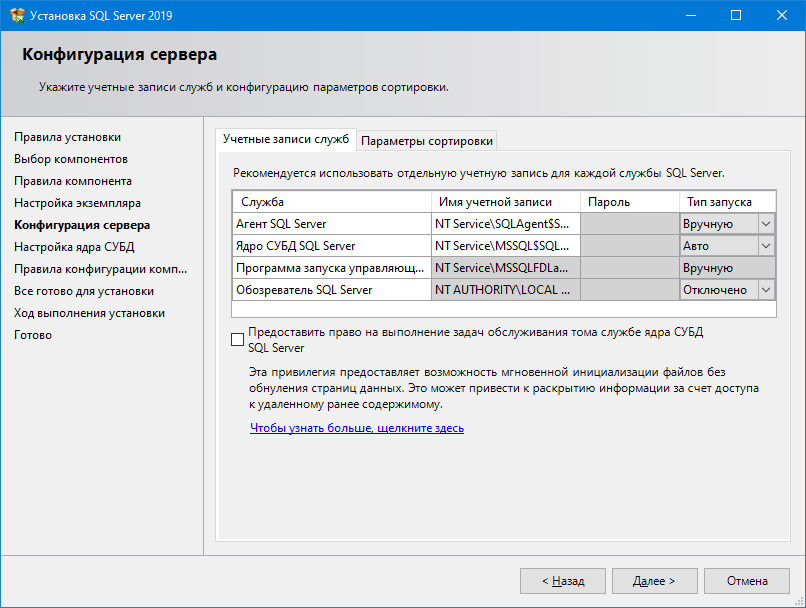 Установка SQL Server 2019
Конфигурация сервера
Укажите учетные записи служб и конфигурацию параметров сортировки.
Правила установки
Выбор компонентов
Правила компонента
Настройка экземпляра
Конфигурация сервера
Настройка ядра СУБД
Правила конфигурации комп...
Все готово для установки
Ход выполнения установки
Готово
Учетные записи служб
Параметры сортировки
Рекомендуется использовать отдельную учетную запись для каждой службы SQL Server.
Служба Имя учетной записи Пароль Тип запуска
Агент SQL Server NT Service\SQLAgent$S... Вручную
Ядро СУБД SQL Server NT Service\MSSQL$SQL... Авто
Программа запуска управляющ... NT Service\MSSQLFDLa... Вручную
Обозреватель SQL Server NT AUTHORITY\LOCAL ... Отключено
Предоставить право на выполнение задач обслуживания тома службе ядра СУБД
SQL Server
Эта привилегия предоставляет возможность мгновенной инициализации файлов без
обнуления страниц данных. Это может привести к раскрытию информации за счет доступа
к удаленному ранее содержимому.
Чтобы узнать больше, щелкните здесь
< Назад
Далее >
Отмена